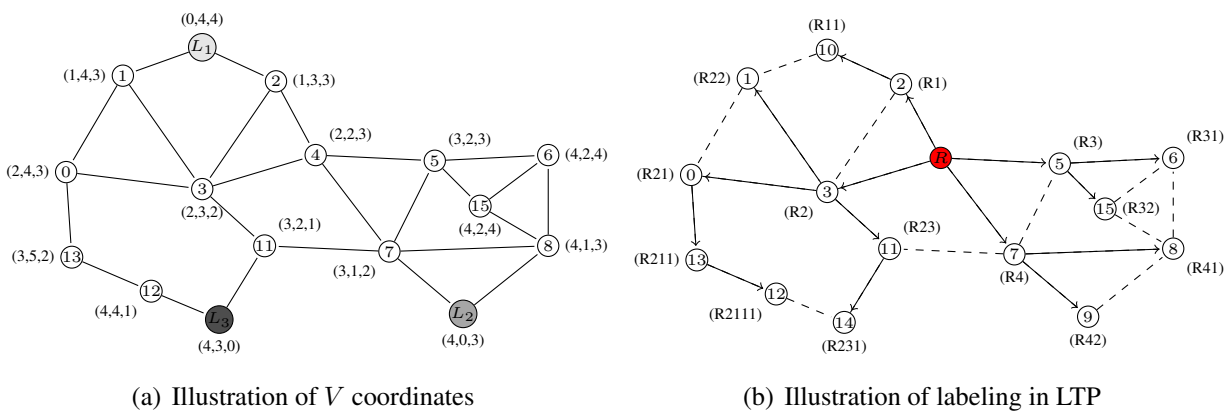 (0,4,4)
L1
(1,4,3) 1
2 (1,3,3)
(2,2,3)
4
(3,2,3)
5
6 (4,2,4)
(2,4,3) 0
3
(2,3,2)
15
(4,2,4)
(3,2,1)
11
7
(3,1,2)
8 (4,1,3)
(3,5,2) 13
12
(4,4,1)
L3
(4,3,0)
L2
(4,0,3)
(a) Illustration of V coordinates
(R11)
10
(R22) 1
2 (R1)
R
(R3)
5
(R31)
6
(R21) 0
3
(R2)
15 (R32)
(R23)
11
7
(R4)
8
(R41)
(R211) 13
12
(R2111)
14
(R231)
9
(R42)
(b) Illustration of labeling in LTP